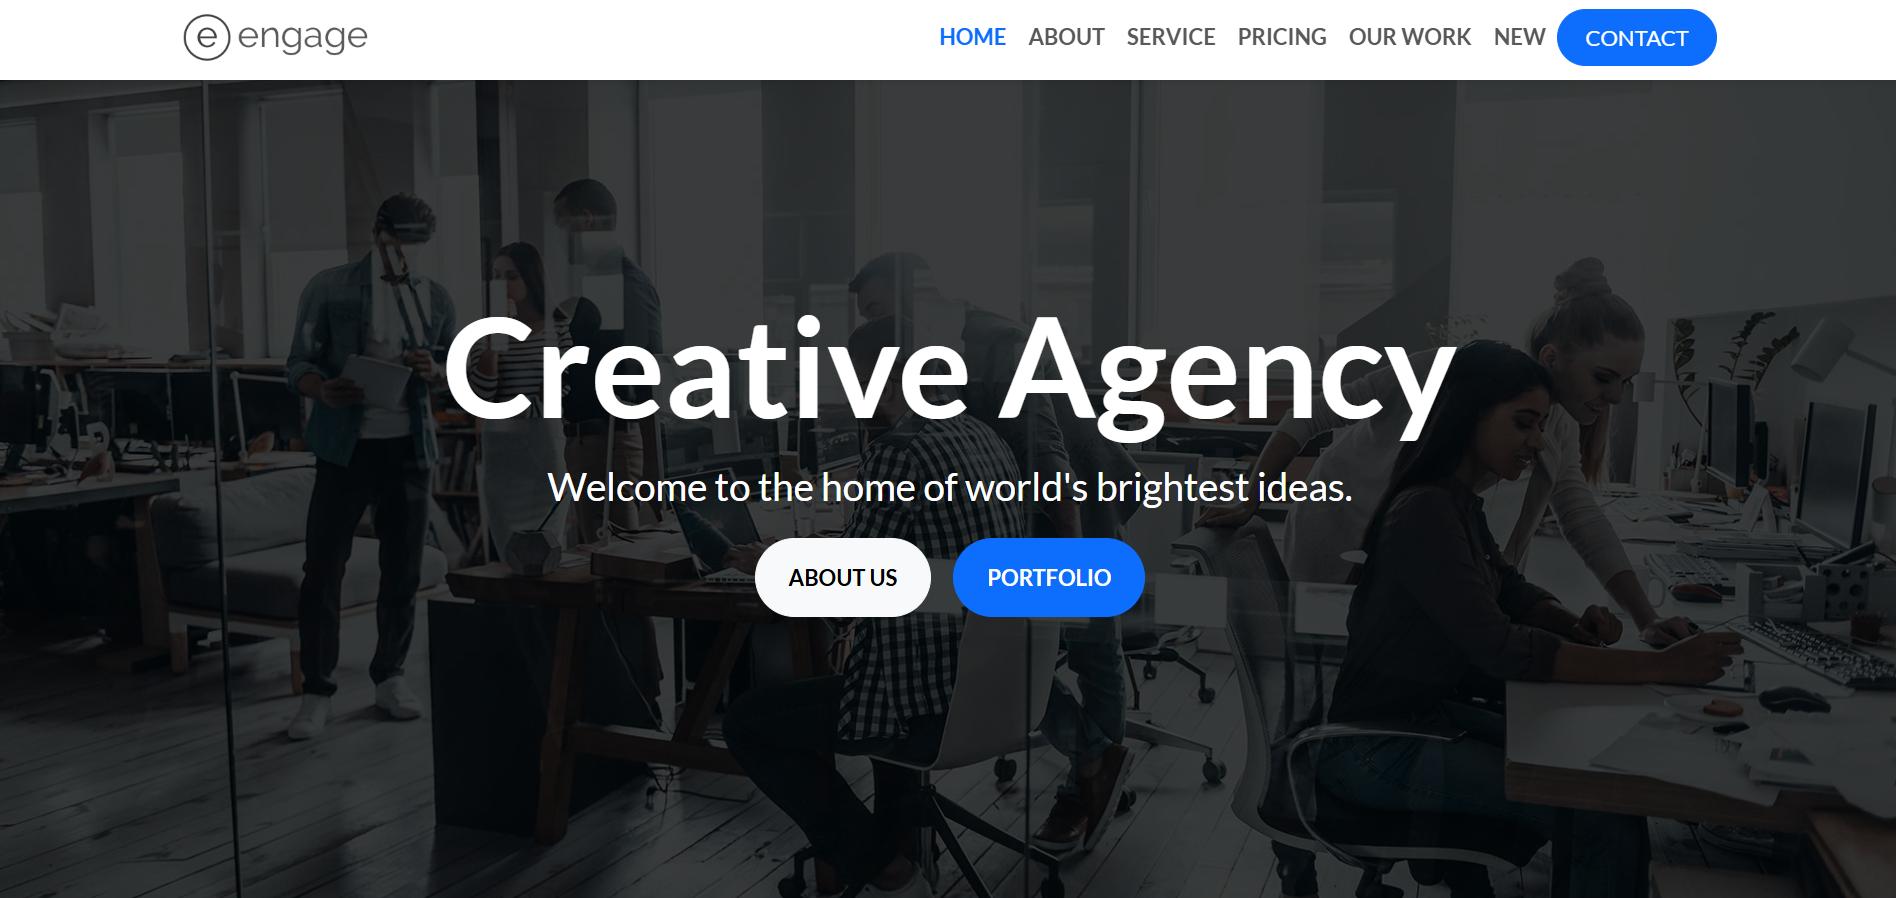 e engage
HOME ABOUT SERVICE PRICING OUR WORK NEW CONTACT
Creative Agency
Welcome to the home of world's brightest ideas.
ABOUT US PORTFOLIO